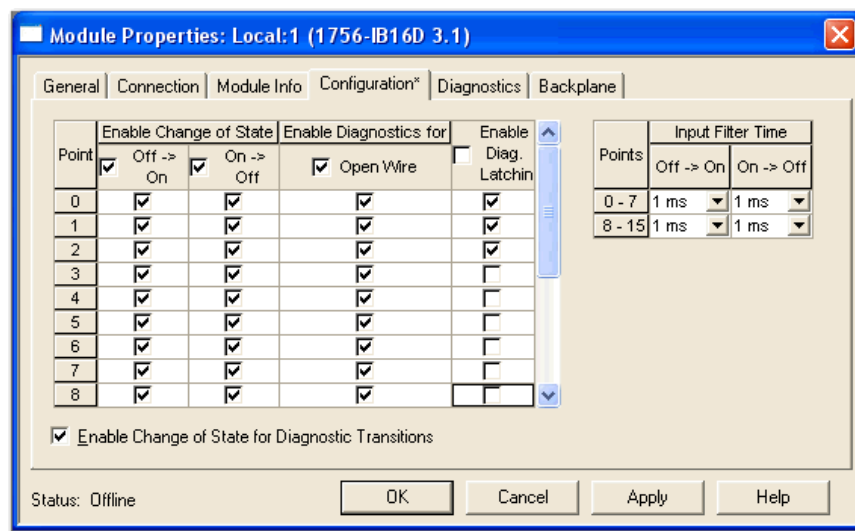 Module Properties: Local:1 (1756-IB16D 3.1)
General Connection Module Info Configuration* Diagnostics Backplane
Point Enable Change of State Enable Diagnostics for Enable Diag. Latchin
Off -> On On -> Off Open Wire
0
1
2
3
4
5
6
7
8
Points Input Filter Time
Off -> On On -> Off
0 - 7 1 ms 1 ms
8 - 15 1 ms 1 ms
Enable Change of State for Diagnostic Transitions
Status: Offline OK Cancel Apply Help